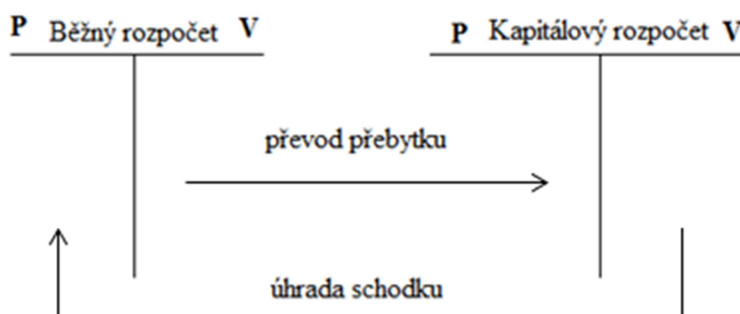 P Běžný rozpočet V
P Kapitálový rozpočet V
převod přebytku
úhrada schodku